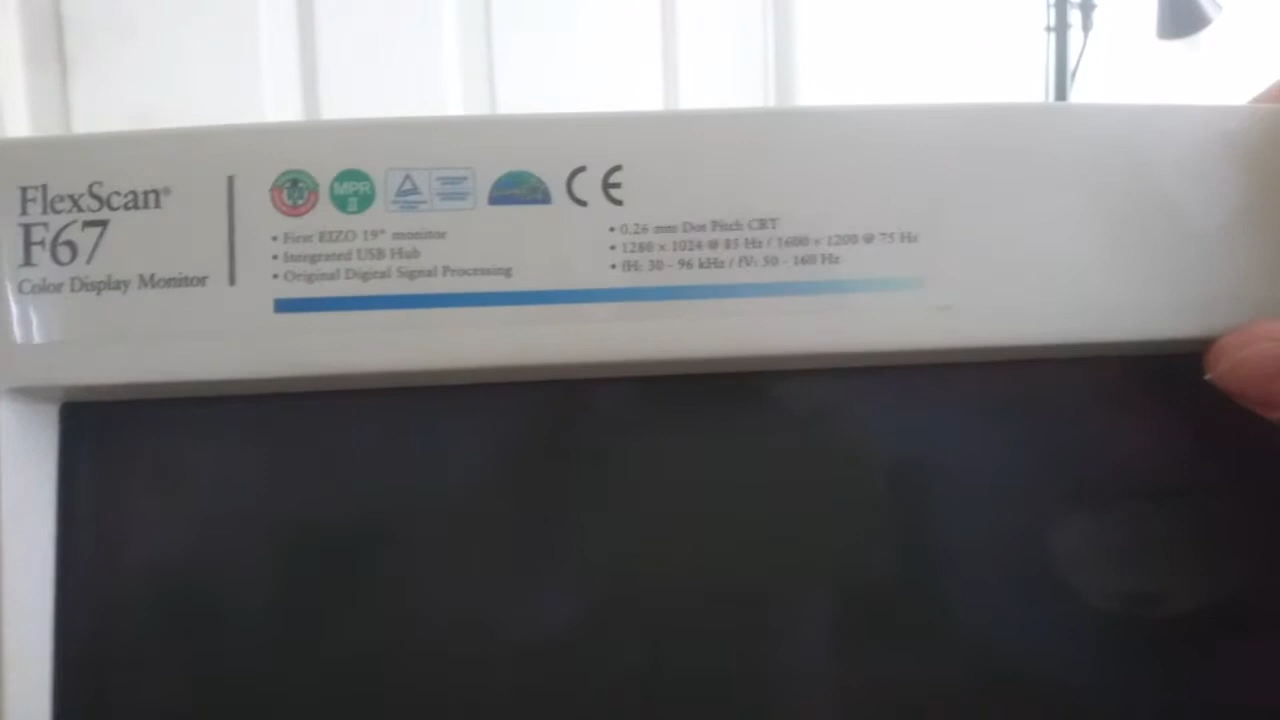 FlexScan®
F67
Color Display Monitor
MPR
II
CE
• First EIZO 19" monitor
• Integrated USB Hub
• Original Digital Signal Processing
• 0.26 mm Dot Pitch CRT
• 1280 x 1024 @ 85 Hz / 1600 x 1200 @ 75 Hz
• fH: 30 - 96 kHz / fV: 50 - 160 Hz